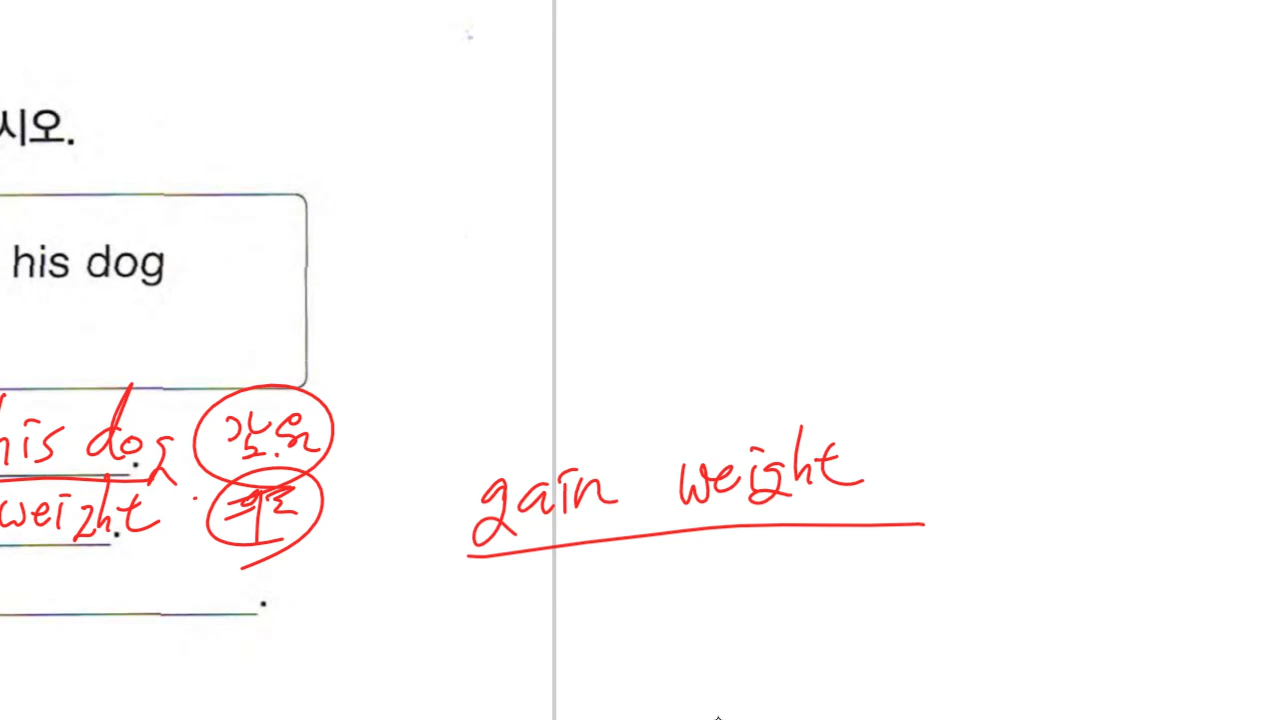 시오.
his dog
his dog.
weight.
gain weight
.